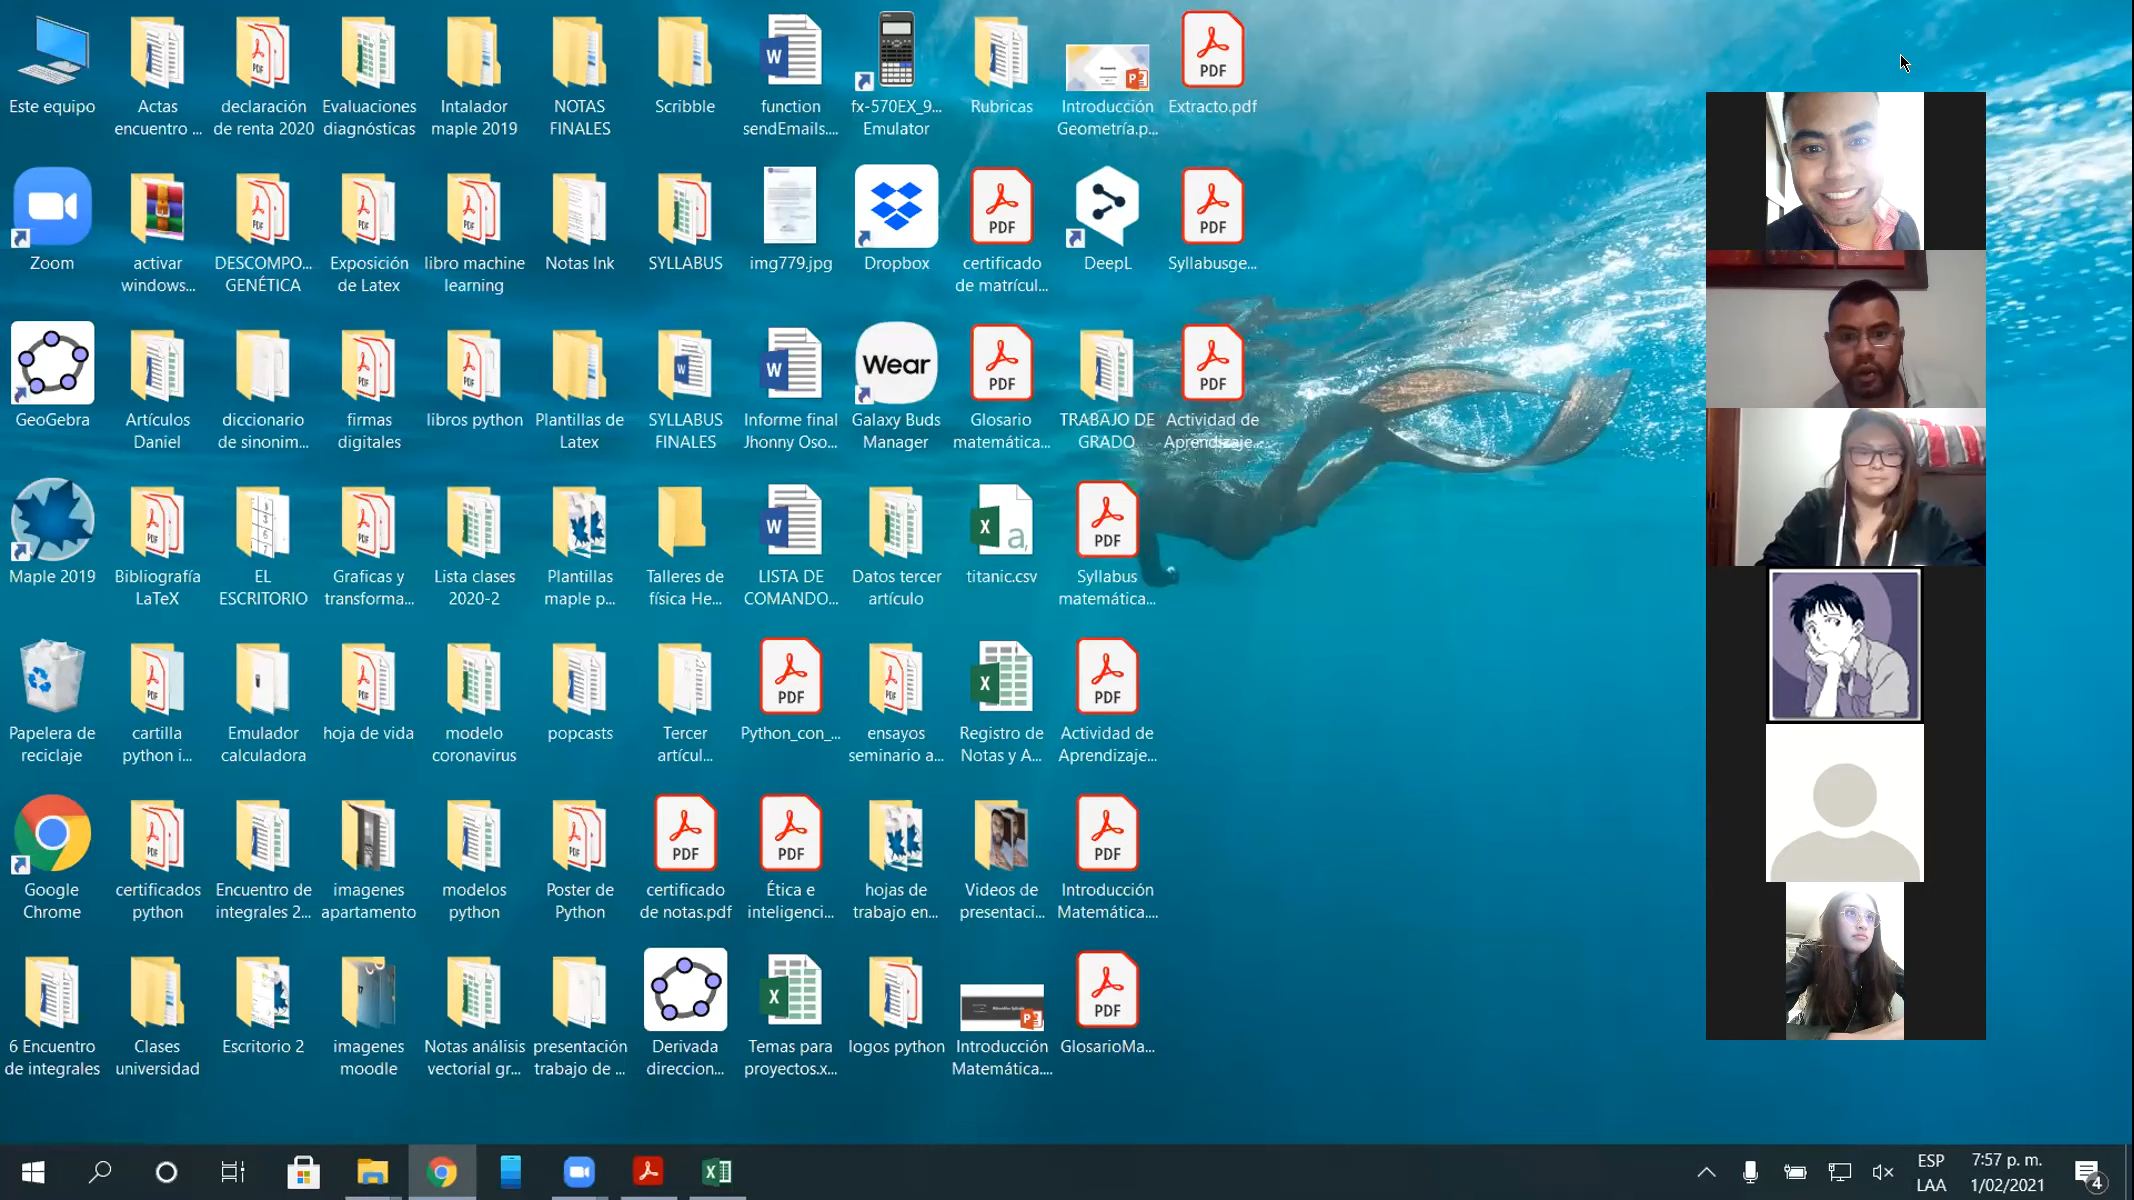 Este equipo
Actas
encuentro ...
declaración
de renta 2020
Evaluaciones
diagnósticas
Intalador
maple 2019
NOTAS
FINALES
Scribble
function
sendEmails....
fx-570EX_9...
Emulator
Rubricas
Introducción
Geometría.p...
Extracto.pdf
Zoom
activar
windows...
DESCOMPO...
GENÉTICA
Exposición
de Latex
libro machine
learning
Notas Ink
SYLLABUS
img779.jpg
Dropbox
certificado
de matrícul...
DeepL
Syllabusge...
GeoGebra
Artículos
Daniel
diccionario
de sinonim...
firmas
digitales
libros python
Plantillas de
Latex
SYLLABUS
FINALES
Informe final
Jhonny Oso...
Wear
Galaxy Buds
Manager
Glosario
matemática...
TRABAJO DE
GRADO
Actividad de
Aprendizaje...
Maple 2019
Bibliografía
LaTeX
EL
ESCRITORIO
Graficas y
transforma...
Lista clases
2020-2
Plantillas
maple p...
Talleres de
física He...
LISTA DE
COMANDO...
Datos tercer
artículo
titanic.csv
Syllabus
matemática...
Papelera de
reciclaje
cartilla
python i...
Emulador
calculadora
hoja de vida
modelo
coronavirus
popcasts
Tercer
artícul...
Python_con_...
ensayos
seminario a...
Registro de
Notas y A...
Actividad de
Aprendizaje...
Google
Chrome
certificados
python
Encuentro de
integrales 2...
imagenes
apartamento
modelos
python
Poster de
Python
certificado
de notas.pdf
Ética e
inteligenci...
hojas de
trabajo en...
Videos de
presentaci...
Introducción
Matemática....
6 Encuentro
de integrales
Clases
universidad
Escritorio 2
imagenes
moodle
Notas análisis
vectorial gr...
presentación
trabajo de ...
Derivada
direccion...
Temas para
proyectos.x...
logos python
Introducción
Matemática....
GlosarioMa...
ESP
LAA
7:57 p. m.
1/02/2021
4